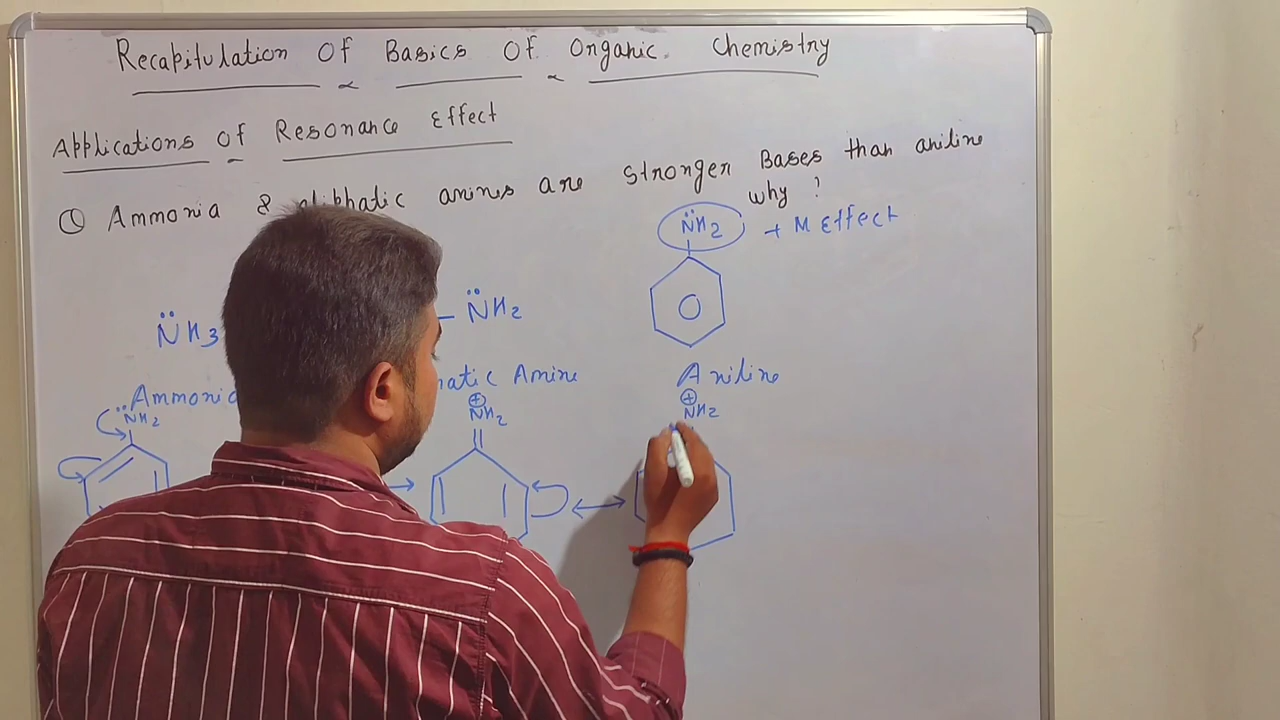 Recapitulation Of Basics Of Organic Chemistry
Applications of Resonance Effect
① Ammonia & aliphatic amines are stronger Bases than aniline
why ?
N̈H2 + M Effect
N̈H3 - N̈H2
Ammonia Amine Aniline
N̈H2 ⊕NH2 ⊕NH2